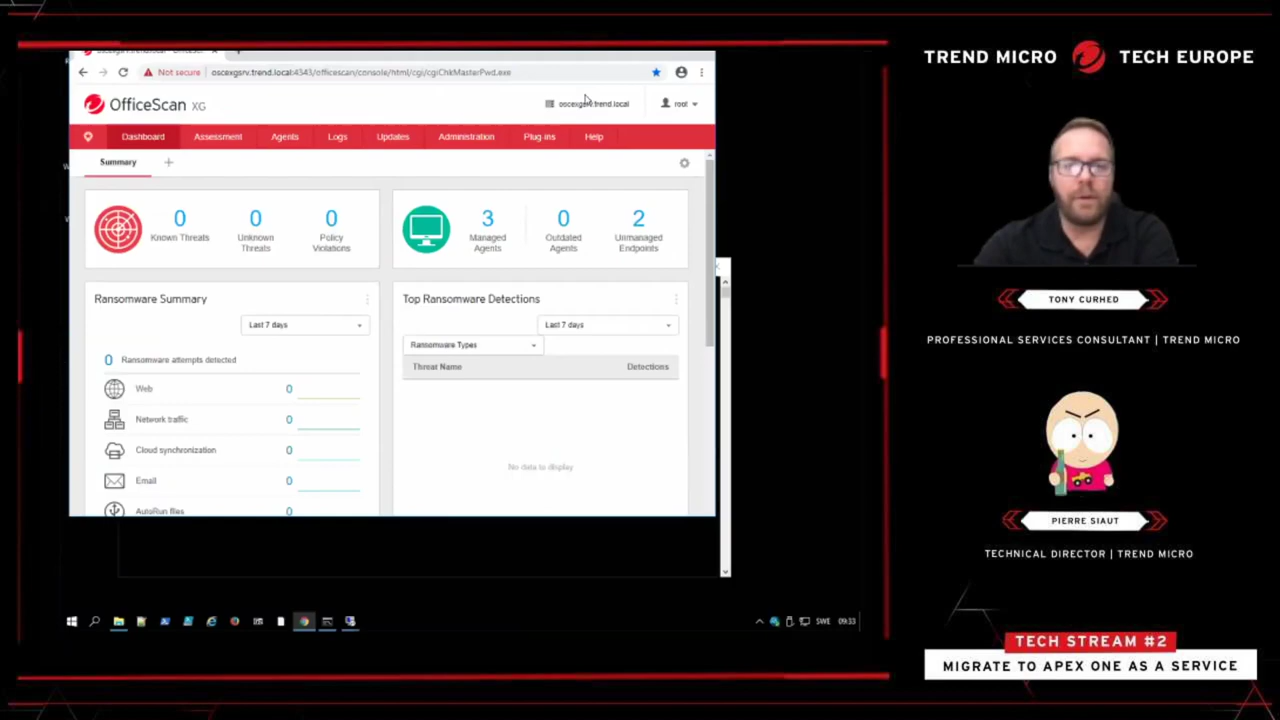 Not secure
oscexgsrv.trend.local:4343/officescan/console/html/cgi/cgiChkMasterPwd.exe
OfficeScan XG
oscexgsrv.trend.local
root
Dashboard
Assessment
Agents
Logs
Updates
Administration
Plug-ins
Help
Summary
0
Known Threats
0
Unknown
Threats
0
Policy
Violations
3
Managed
Agents
0
Outdated
Agents
2
Unmanaged
Endpoints
Ransomware Summary
Last 7 days
0 Ransomware attempts detected
Web 0
Network traffic 0
Cloud synchronization 0
Email 0
AutoRun files 0
Top Ransomware Detections
Last 7 days
Ransomware Types
Threat Name Detections
No data to display
SWE 09:33
TREND MICRO TECH EUROPE
TONY CURHED
PROFESSIONAL SERVICES CONSULTANT | TREND MICRO
PIERRE SIAUT
TECHNICAL DIRECTOR | TREND MICRO
TECH STREAM #2
MIGRATE TO APEX ONE AS A SERVICE